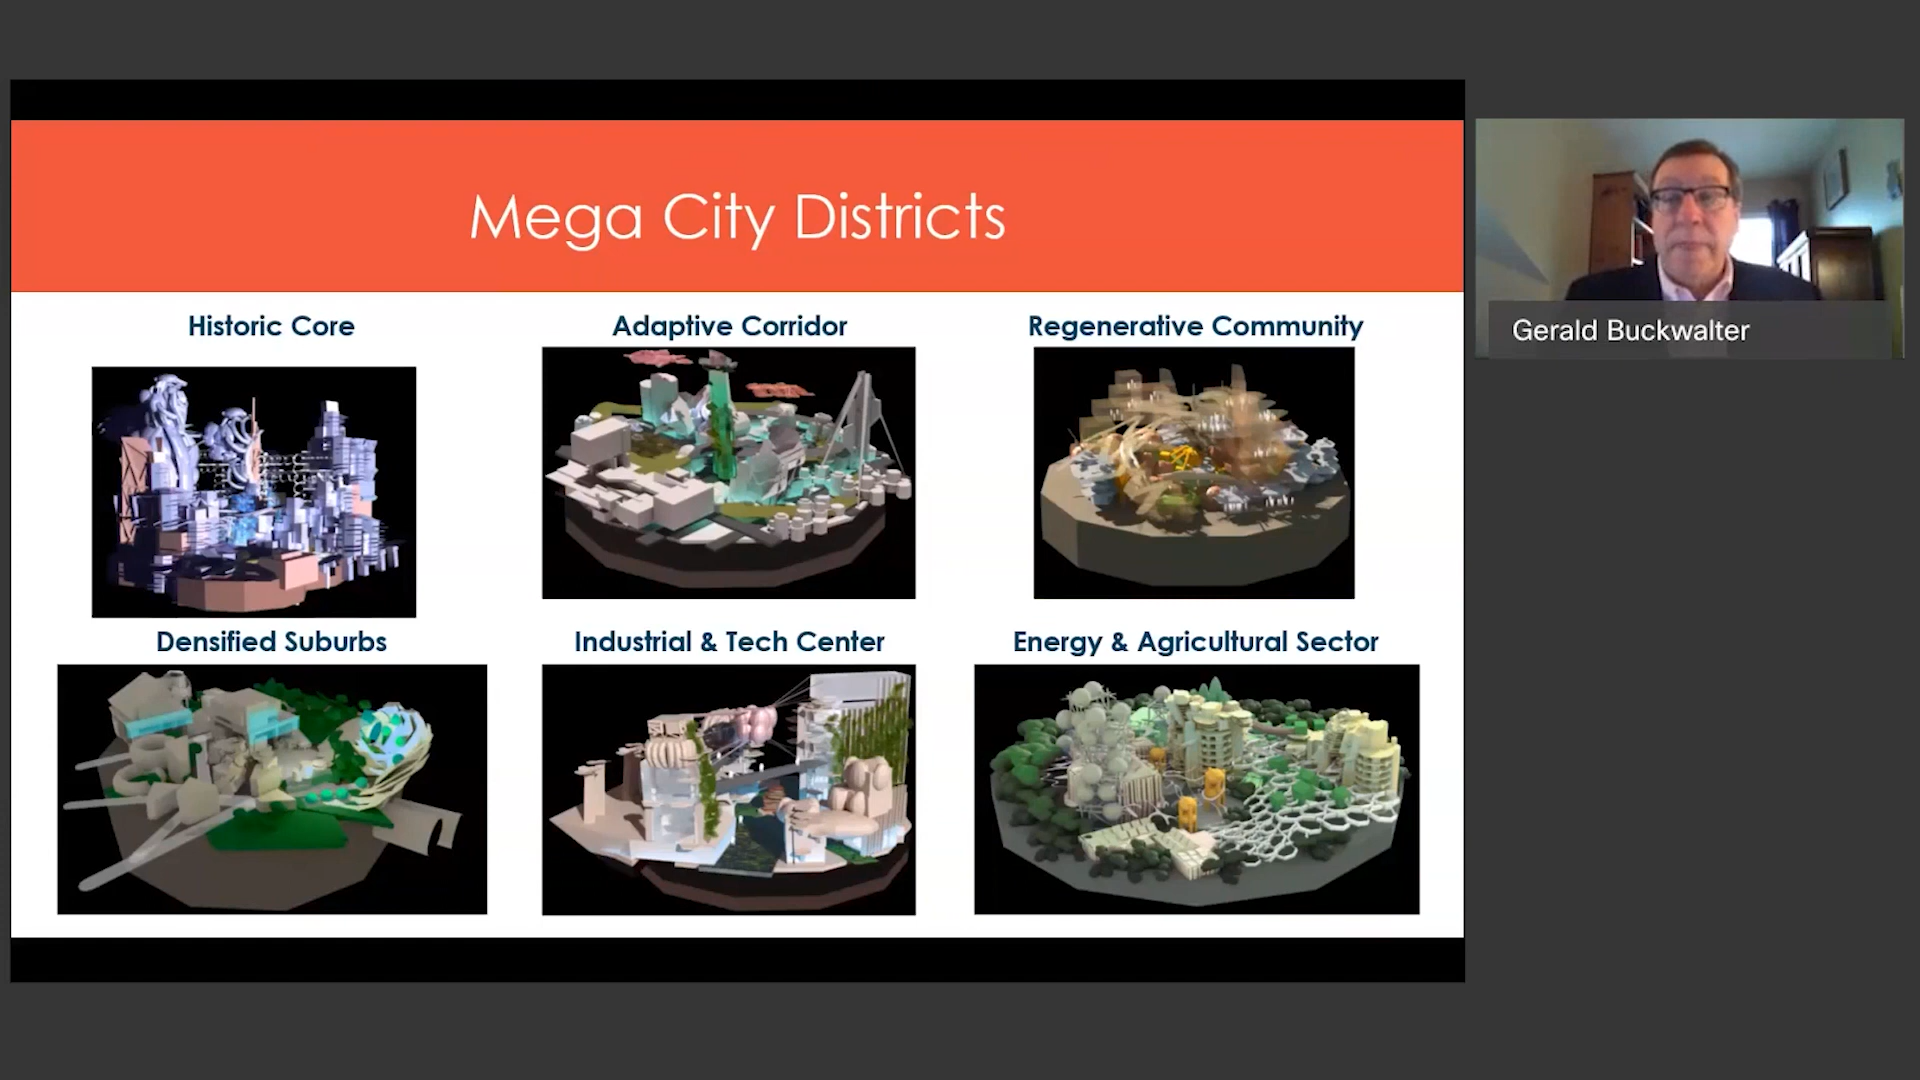 Mega City Districts
Historic Core
Adaptive Corridor
Regenerative Community
Densified Suburbs
Industrial & Tech Center
Energy & Agricultural Sector
Gerald Buckwalter